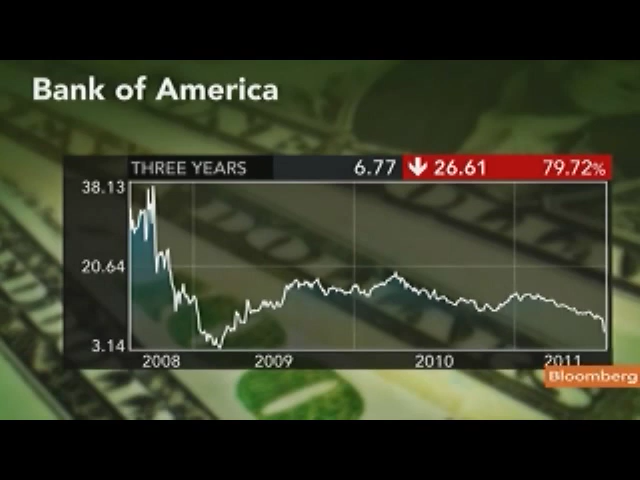 Bank of America
THREE YEARS 6.77 26.61 79.72%
38.13
20.64
3.14
2008 2009 2010 2011
Bloomberg